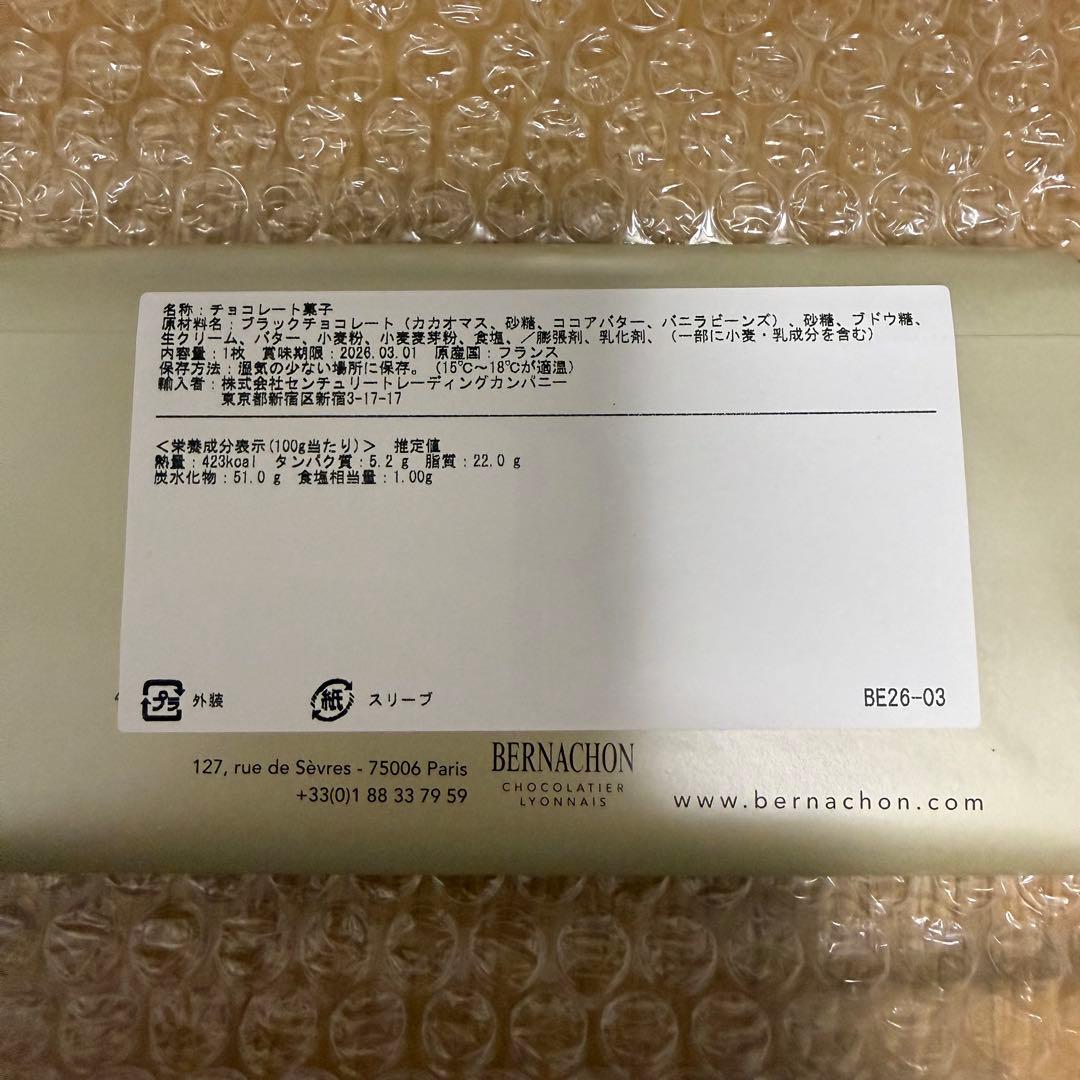 名称：チョコレート菓子
原材料名：ブラックチョコレート（カカオマス、砂糖、ココアバター、バニラビーンズ）、砂糖、ブドウ糖、
生クリーム、バター、小麦粉、小麦麦芽粉、食塩、／膨張剤、乳化剤、（一部に小麦・乳成分を含む）
内容量：1枚　賞味期限：2026.03.01　原産国：フランス
保存方法：湿気の少ない場所に保存。（15℃～18℃が適温）
輸入者：株式会社センチュリートレーディングカンパニー
東京都新宿区新宿3-17-17
＜栄養成分表示(100g当たり)＞　推定値
熱量：423kcal　タンパク質：5.2 g　脂質：22.0 g
炭水化物：51.0 g　食塩相当量：1.00g
プラ 外装　紙 スリーブ　BE26-03
127, rue de Sèvres - 75006 Paris
+33(0)1 88 33 79 59
BERNACHON
CHOCOLATIER
LYONNAIS
www.bernachon.com